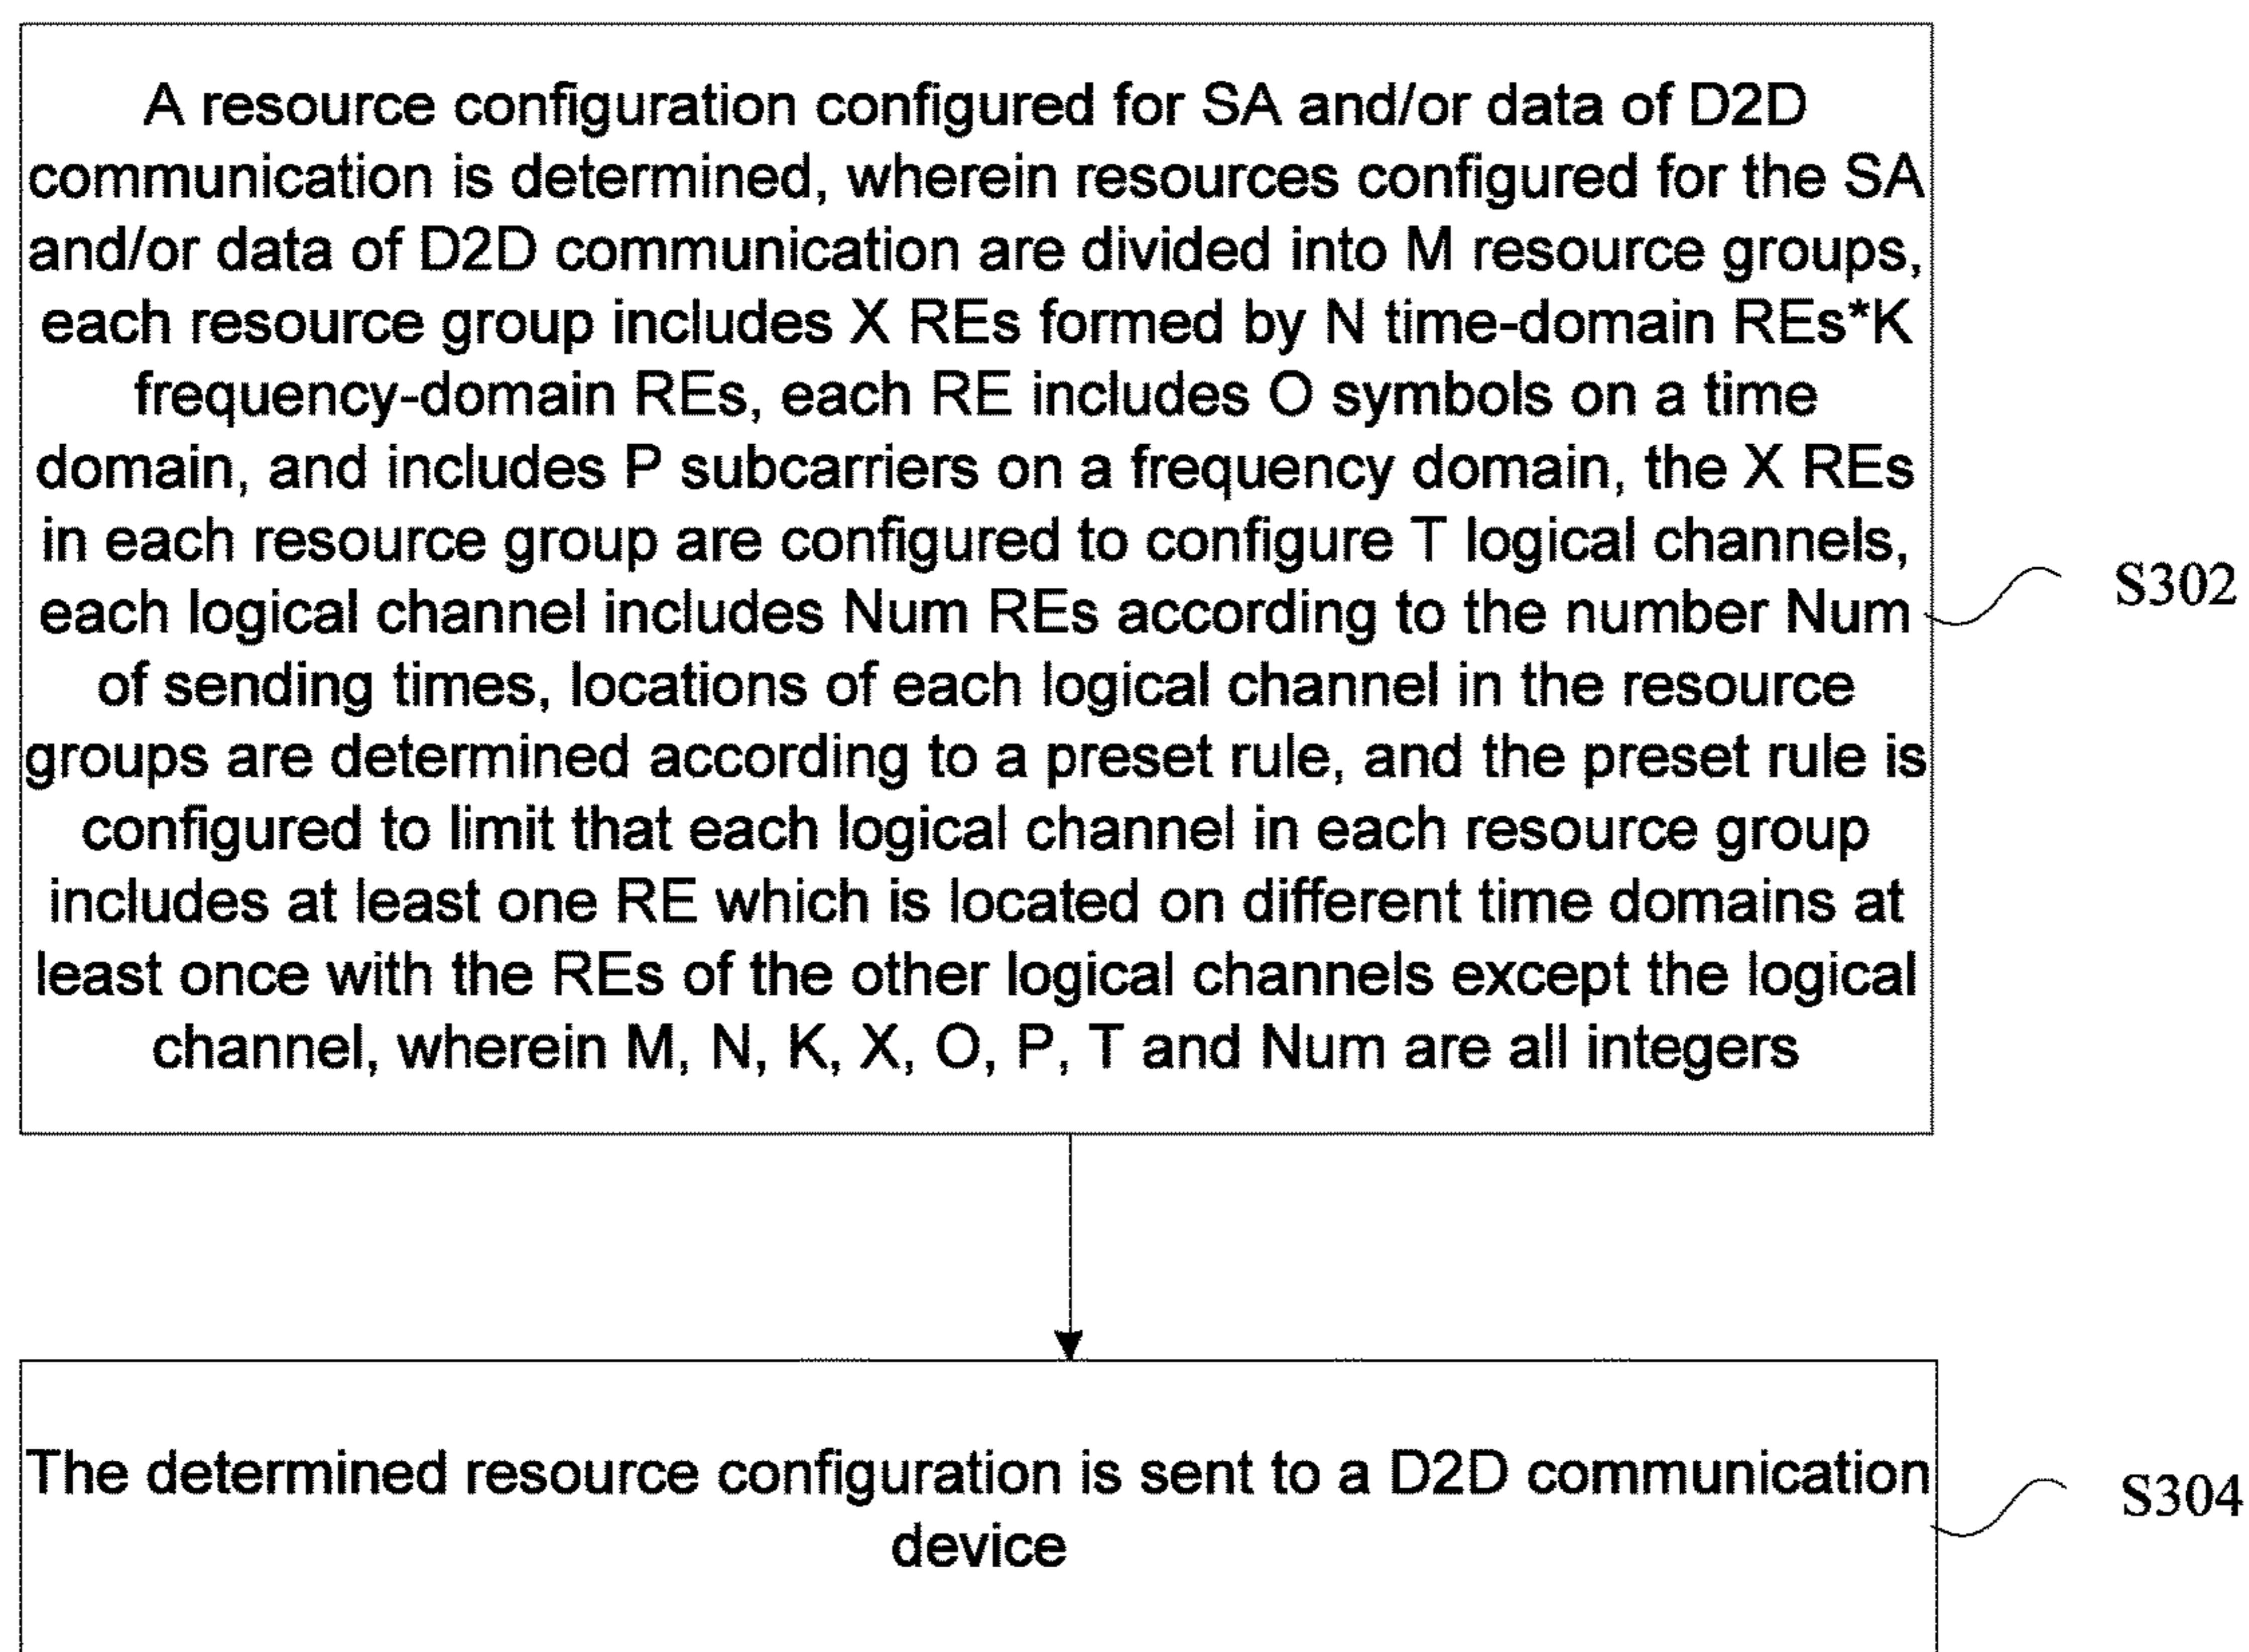 A resource configuration configured for SA and/or data of D2D
communication is determined, wherein resources configured for the SA
and/or data of D2D communication are divided into M resource groups,
each resource group includes X REs formed by N time-domain REs*K
frequency-domain REs, each RE includes O symbols on a time
domain, and includes P subcarriers on a frequency domain, the X REs
in each resource group are configured to configure T logical channels,
each logical channel includes Num REs according to the number Num
of sending times, locations of each logical channel in the resource
groups are determined according to a preset rule, and the preset rule is
configured to limit that each logical channel in each resource group
includes at least one RE which is located on different time domains at
least once with the REs of the other logical channels except the logical
channel, wherein M, N, K, X, O, P, T and Num are all integers
S302
The determined resource configuration is sent to a D2D communication
device
S304